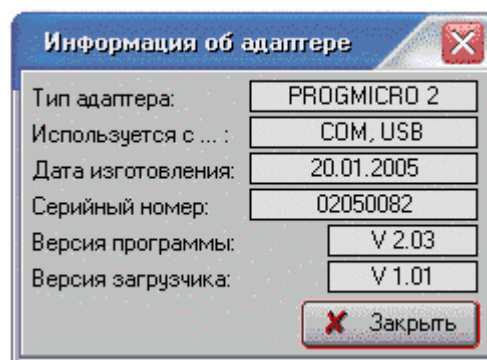 Информация об адаптере
Тип адаптера: PROGMICRO 2
Используется с ... : COM, USB
Дата изготовления: 20.01.2005
Серийный номер: 02050082
Версия программы: V 2.03
Версия загрузчика: V 1.01
Закрыть